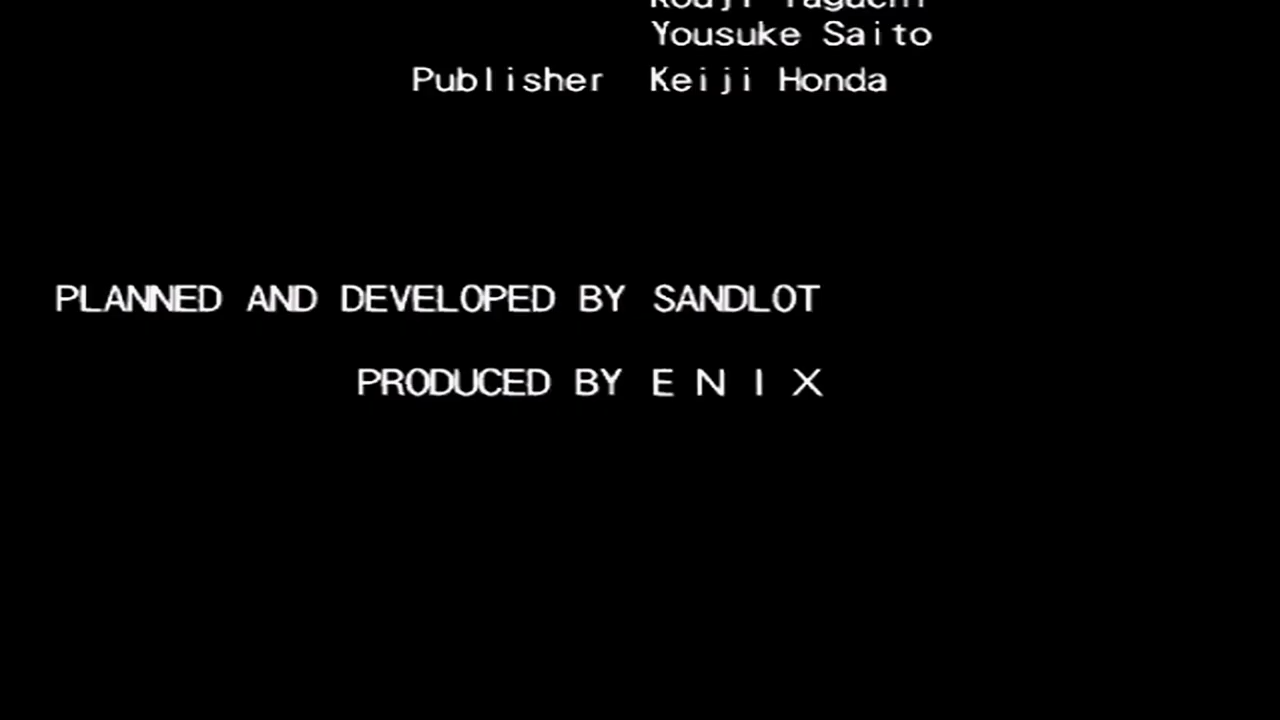 Yousuke Saito
Publisher Keiji Honda
PLANNED AND DEVELOPED BY SANDLOT
PRODUCED BY E N I X